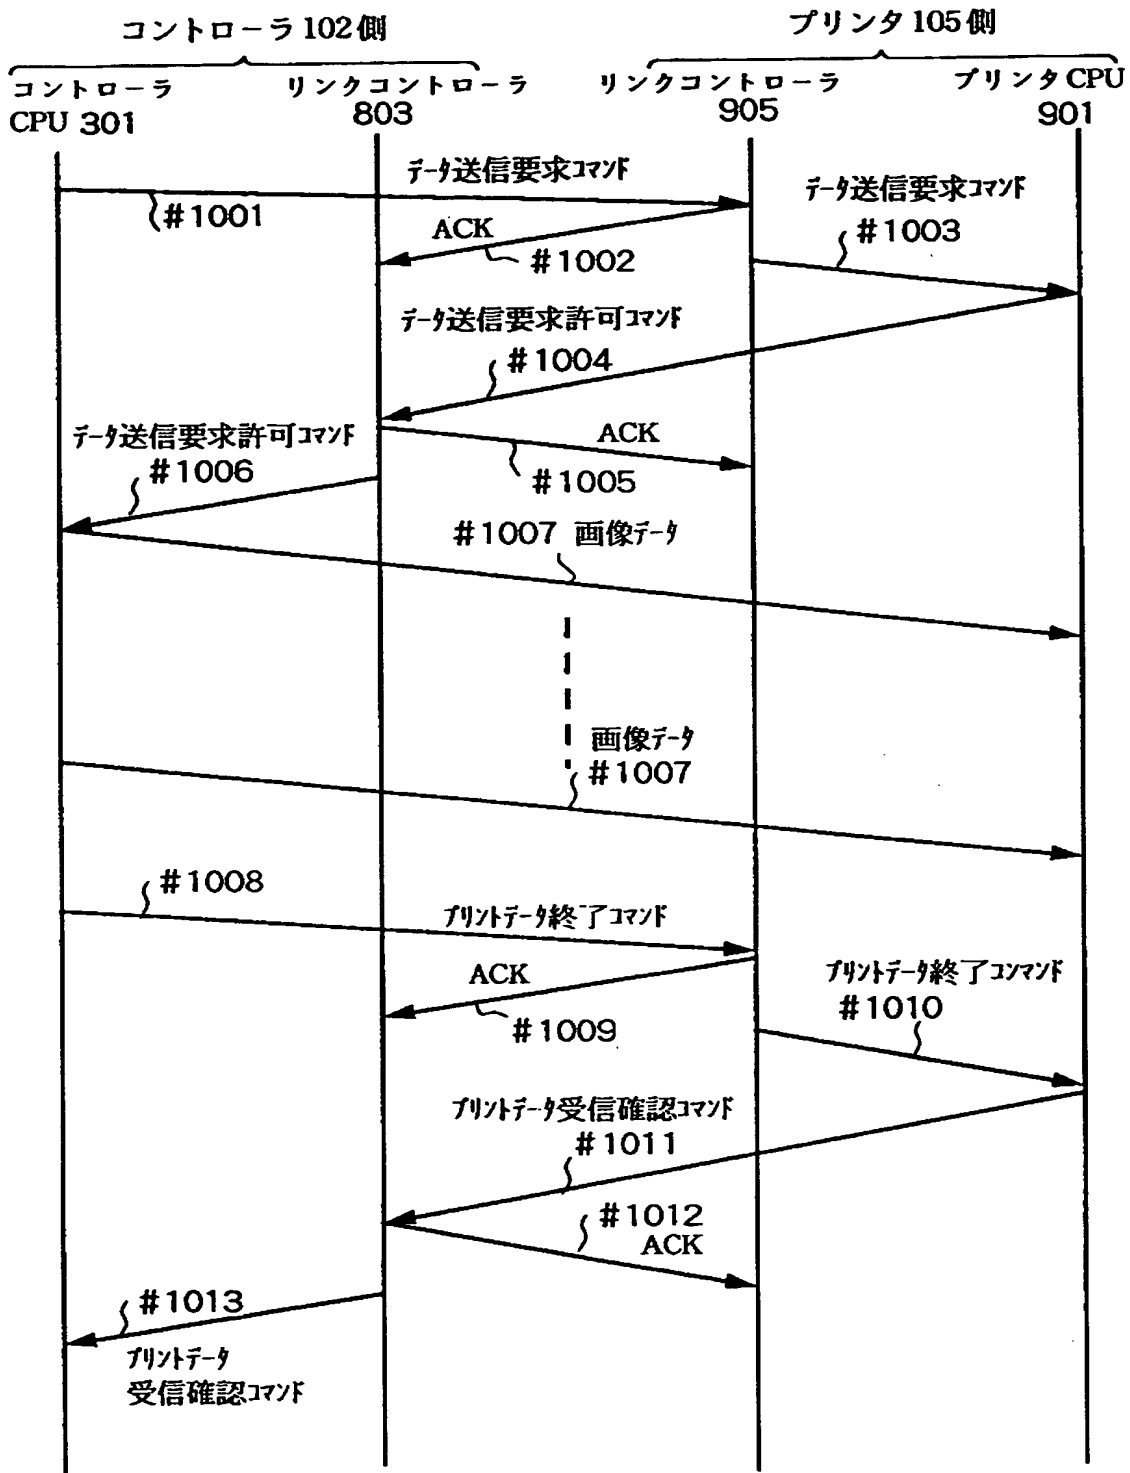 コントローラ102側
プリンタ105側
コントローラ
CPU 301
リンクコントローラ
803
リンクコントローラ
905
プリンタCPU
901
データ送信要求コマンド
#1001
データ送信要求コマンド
#1003
ACK
#1002
データ送信要求許可コマンド
#1004
ACK
#1005
データ送信要求許可コマンド
#1006
#1007 画像データ
画像データ
#1007
#1008
プリントデータ終了コマンド
ACK
#1009
プリントデータ終了コンマンド
#1010
プリントデータ受信確認コマンド
#1011
#1012
ACK
#1013
プリントデータ
受信確認コマンド